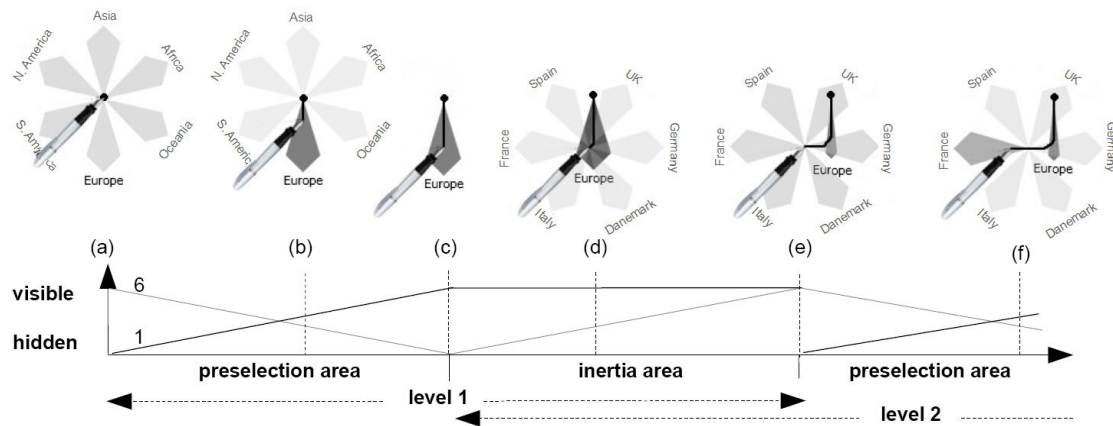 Asia
N. America
Africa
S. America
Oceania
Europe
Asia
N. America
Africa
S. America
Oceania
Europe
Europe
Spain
UK
France
Germany
Europe
Italy
Danemark
Spain
UK
France
Germany
Europe
Italy
Danemark
Spain
UK
France
Germany
Europe
Italy
Danemark
(a) (b) (c) (d) (e) (f)
visible 6
hidden 1
preselection area inertia area preselection area
level 1
level 2